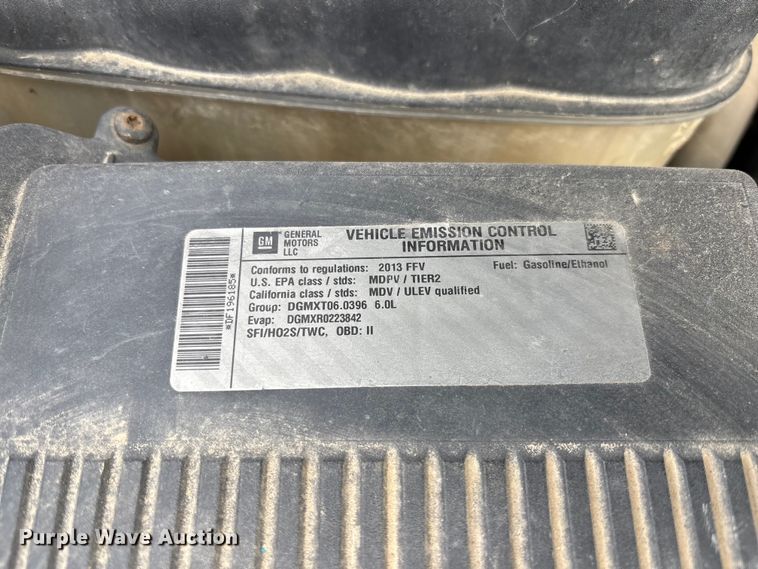 GM
GENERAL
MOTORS
LLC
VEHICLE EMISSION CONTROL
INFORMATION
*DF196185*
Conforms to regulations: 2013 FFV
Fuel: Gasoline/Ethanol
U.S. EPA class / stds: MDPV / TIER2
California class / stds: MDV / ULEV qualified
Group: DGMXT06.0396 6.0L
Evap: DGMXR0223842
SFI/HO2S/TWC, OBD: II
Purple Wave Auction